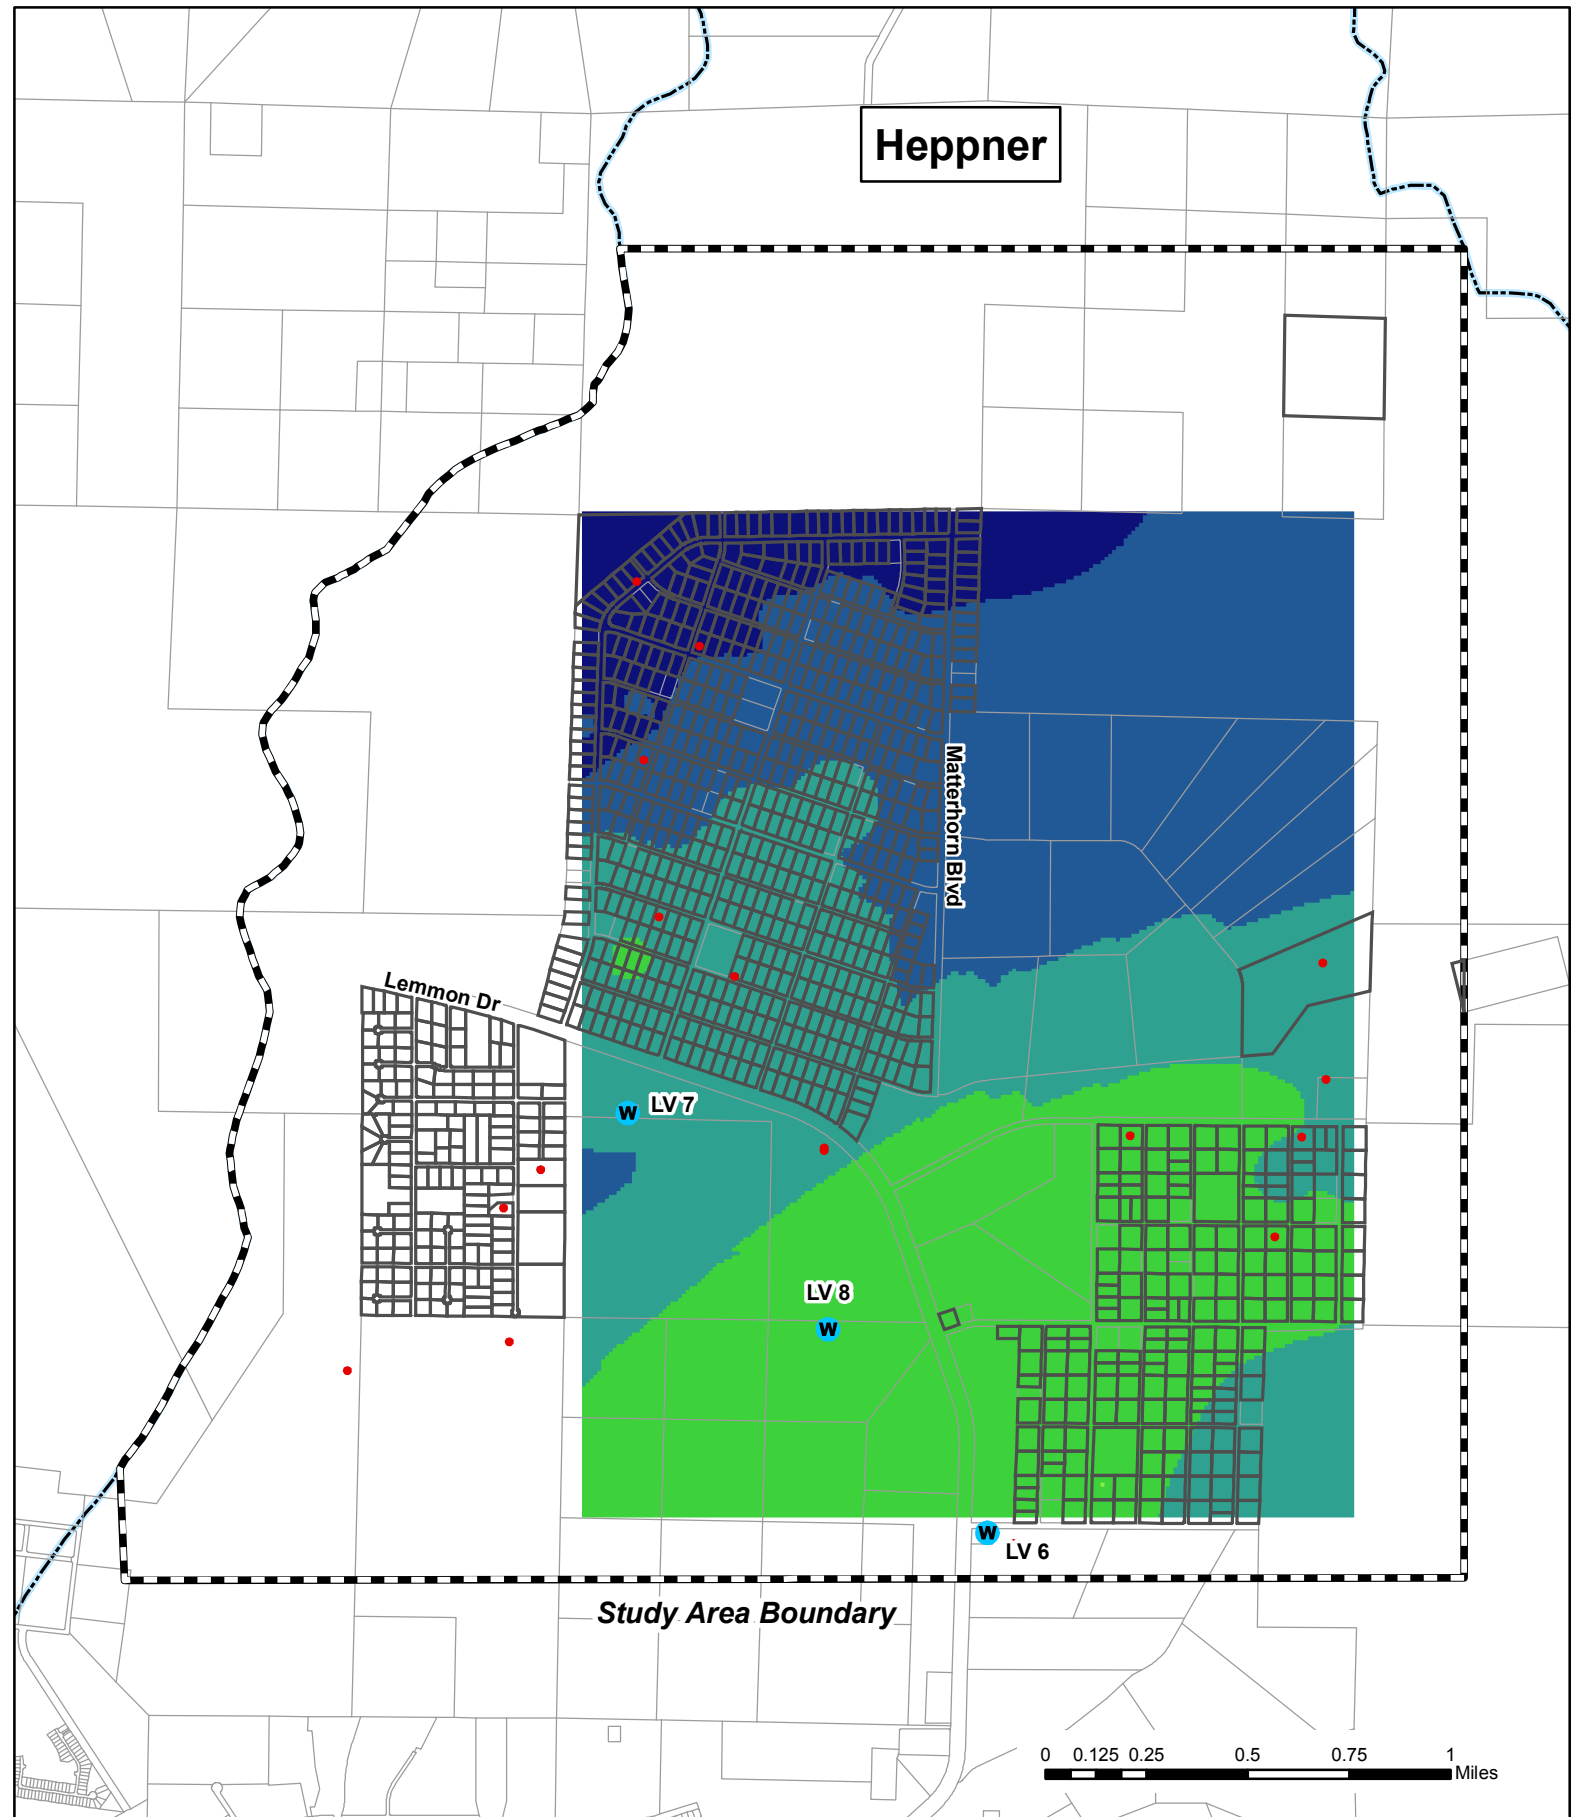 Heppner
Matterhorn Blvd
Lemmon Dr
W LV 7
LV 8
W
W
LV 6
Study Area Boundary
0 0.125 0.25 0.5 0.75 1
Miles